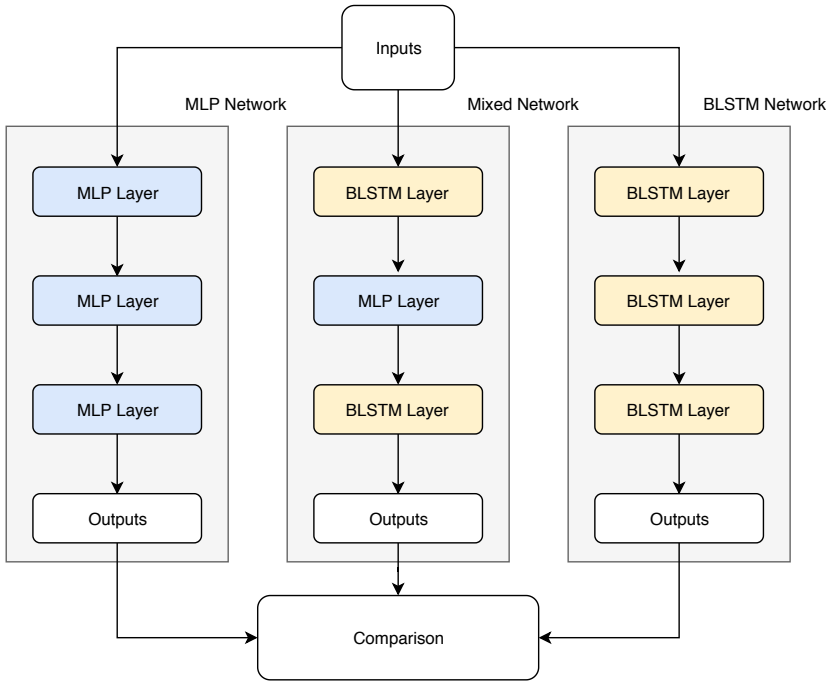 Inputs
MLP Network
Mixed Network
BLSTM Network
MLP Layer
BLSTM Layer
BLSTM Layer
MLP Layer
MLP Layer
BLSTM Layer
MLP Layer
BLSTM Layer
BLSTM Layer
Outputs
Outputs
Outputs
Comparison